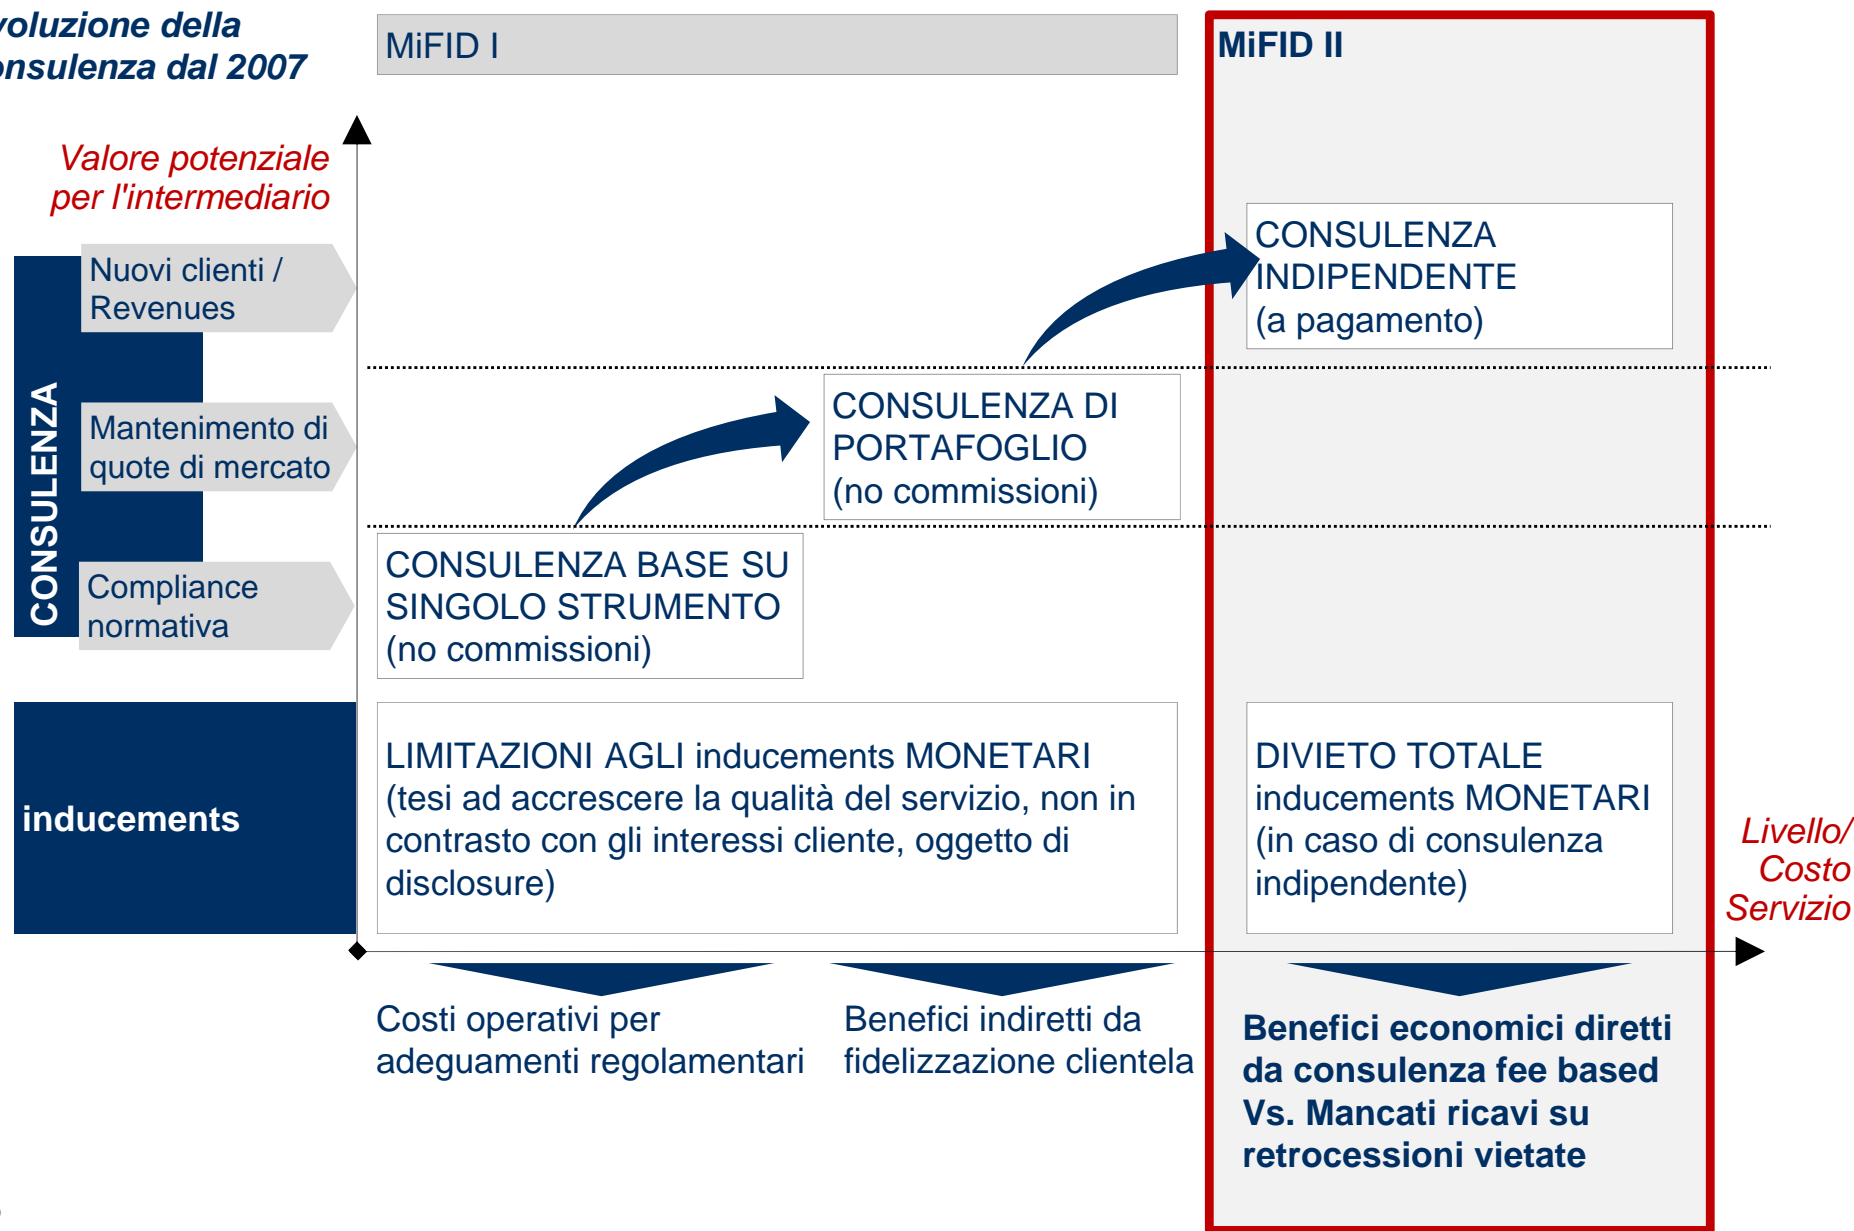 voluzione della
onsulenza dal 2007
MiFID I
MiFID II
Valore potenziale
per l'intermediario
CONSULENZA
Nuovi clienti /
Revenues
Mantenimento di
quote di mercato
Compliance
normativa
CONSULENZA
INDIPENDENTE
(a pagamento)
CONSULENZA DI
PORTAFOGLIO
(no commissioni)
CONSULENZA BASE SU
SINGOLO STRUMENTO
(no commissioni)
inducements
LIMITAZIONI AGLI inducements MONETARI
(tesi ad accrescere la qualità del servizio, non in
contrasto con gli interessi cliente, oggetto di
disclosure)
DIVIETO TOTALE
inducements MONETARI
(in caso di consulenza
indipendente)
Livello/
Costo
Servizio
Costi operativi per
adeguamenti regolamentari
Benefici indiretti da
fidelizzazione clientela
Benefici economici diretti
da consulenza fee based
Vs. Mancati ricavi su
retrocessioni vietate